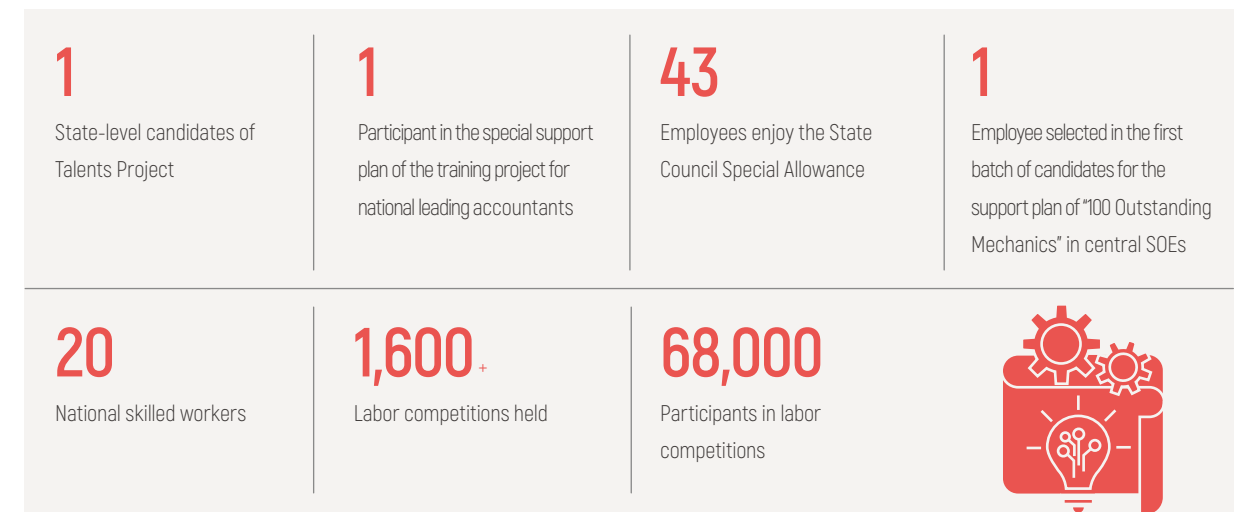 1
State-level candidates of
Talents Project
1
Participant in the special support
plan of the training project for
national leading accountants
43
Employees enjoy the State
Council Special Allowance
1
Employee selected in the first
batch of candidates for the
support plan of “100 Outstanding
Mechanics” in central SOEs
20
National skilled workers
1,600+
Labor competitions held
68,000
Participants in labor
competitions